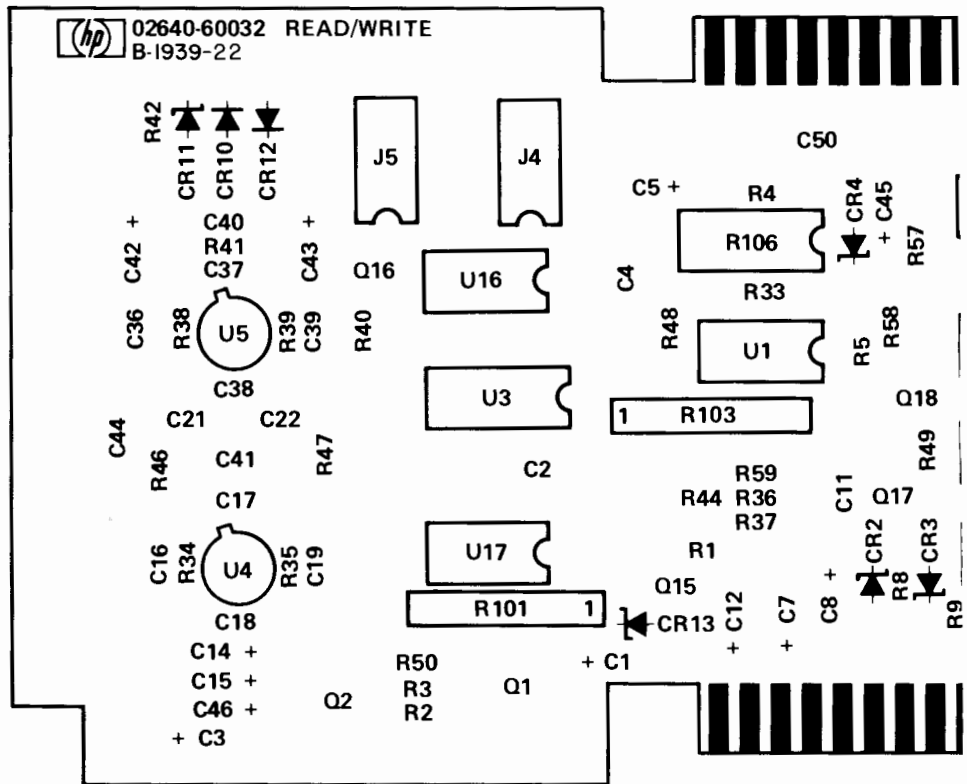 hp 02640-60032 READ/WRITE
B-1939-22
R42
CR11
CR10
CR12
J5
J4
C50
C5 +
R4
CR4
+ C45
R57
+
C42
C40
R41
C37
+
C43
Q16
U16
C4
R106
R33
C36
R38
U5
R39
C39
R40
R48
U1
R5
R58
C38
U3
Q18
C44
C21
C22
1 R103
R46
C41
R47
C2
R59
R49
C17
R44 R36
C11
Q17
R37
C16
R34
U4
R35
C19
U17
R1
CR2
CR3
Q15
R8
R9
C18
R101 1
CR13
+ C12
+ C7
C8 +
C14 +
R50
+ C1
C15 +
Q2
R3
Q1
C46 +
R2
+ C3